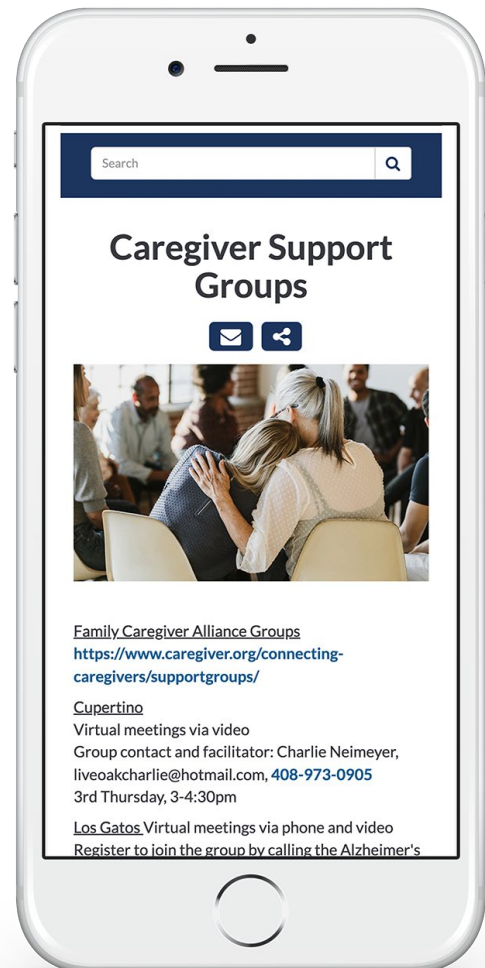 Search
Caregiver Support
Groups
Family Caregiver Alliance Groups
https://www.caregiver.org/connecting-
caregivers/supportgroups/
Cupertino
Virtual meetings via video
Group contact and facilitator: Charlie Neimeyer,
liveoakcharlie@hotmail.com, 408-973-0905
3rd Thursday, 3-4:30pm
Los Gatos Virtual meetings via phone and video
Register to join the group by calling the Alzheimer's